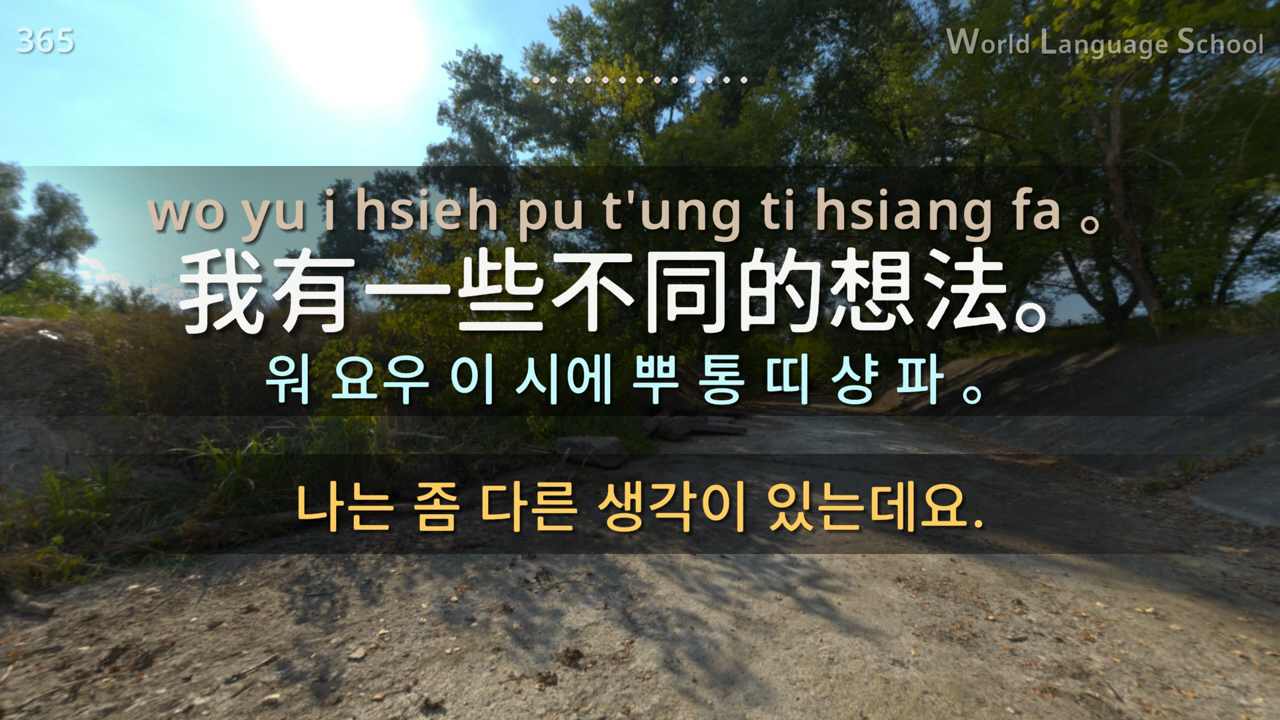 365
World Language School
wo yu i hsieh pu t'ung ti hsiang fa 。
我有一些不同的想法。
워 요우 이 시에 뿌 통 띠 샹 파 。
나는 좀 다른 생각이 있는데요.